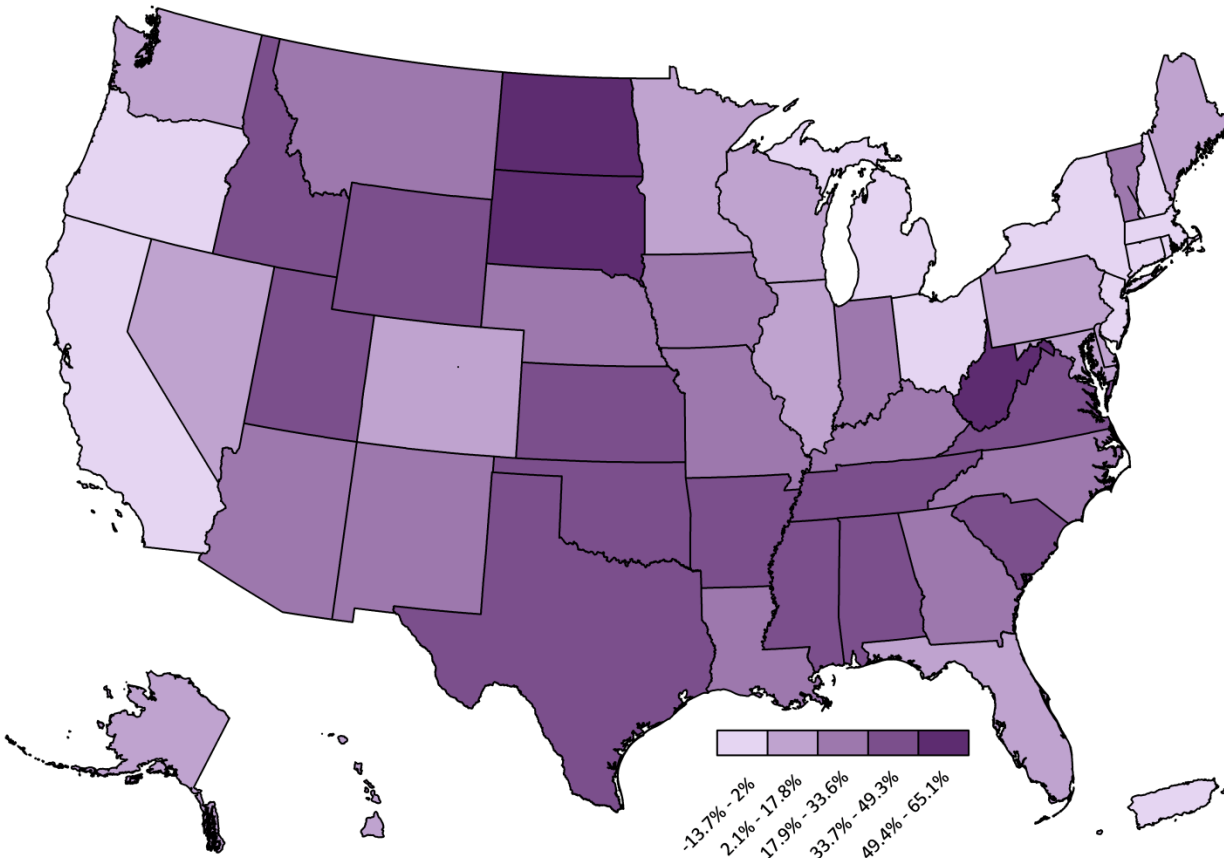 -13.7% - 2%
2.1% - 17.8%
17.9% - 33.6%
33.7% - 49.3%
49.4% - 65.1%